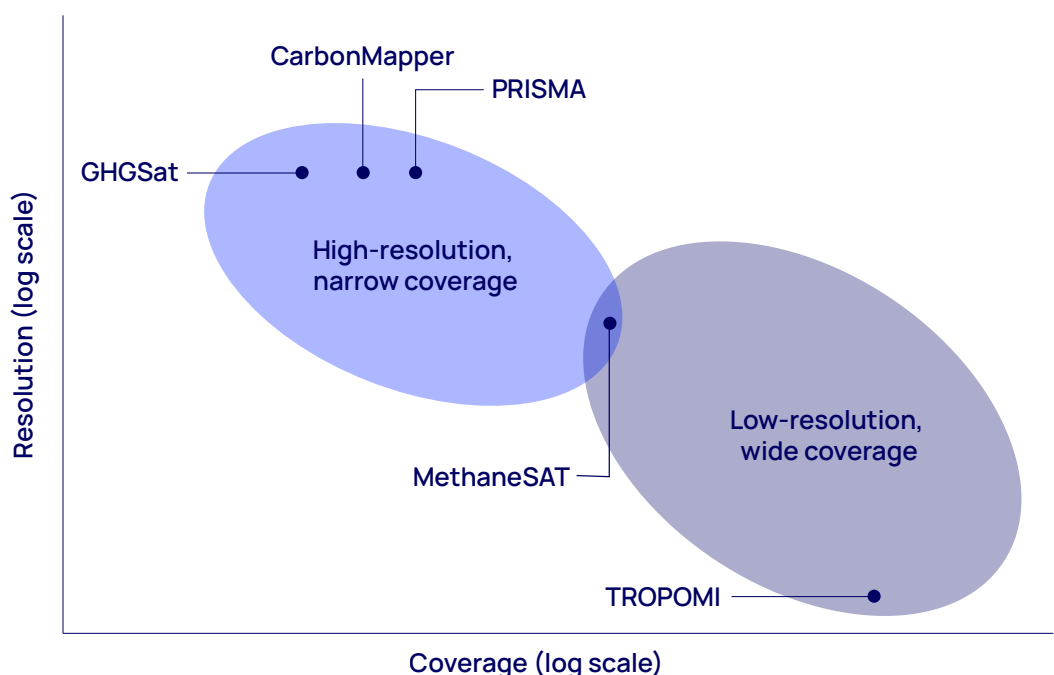 CarbonMapper
PRISMA
GHGSat
High-resolution,
narrow coverage
Resolution (log scale)
Low-resolution,
wide coverage
MethaneSAT
TROPOMI
Coverage (log scale)